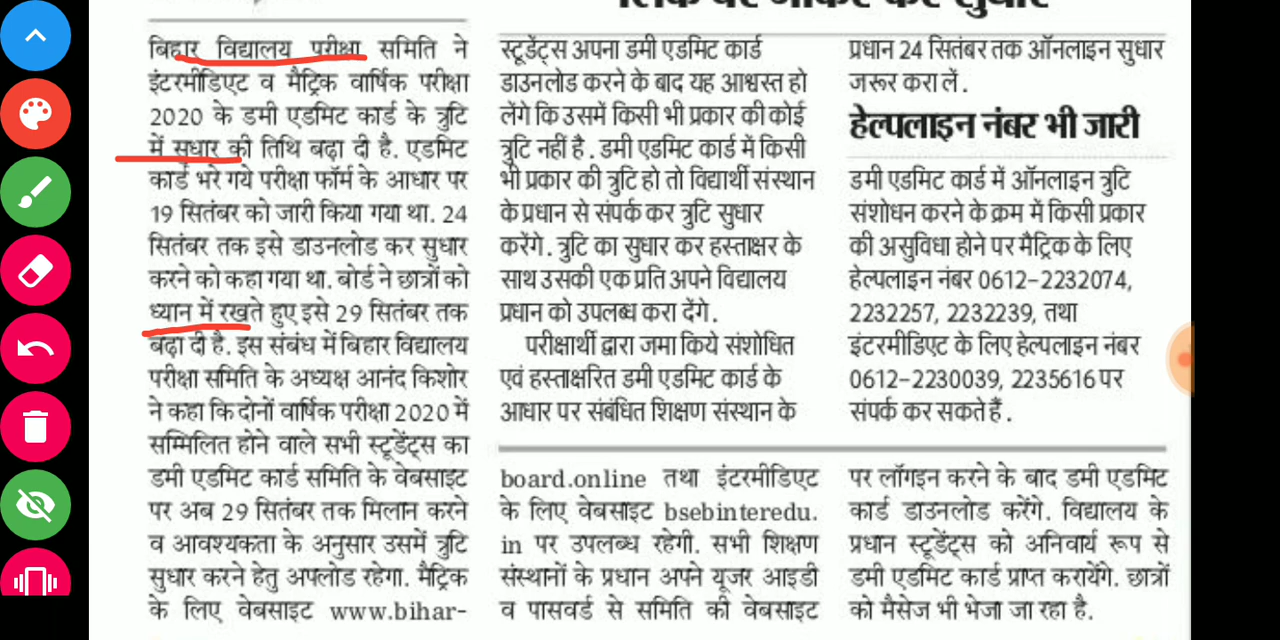 बिहार विद्यालय परीक्षा समिति ने
इंटरमीडिएट व मैट्रिक वार्षिक परीक्षा
2020 के डमी एडमिट कार्ड के त्रुटि
में सुधार की तिथि बढ़ा दी है. एडमिट
कार्ड भरे गये परीक्षा फॉर्म के आधार पर
19 सितंबर को जारी किया गया था. 24
सितंबर तक इसे डाउनलोड कर सुधार
करने को कहा गया था. बोर्ड ने छात्रों को
ध्यान में रखते हुए इसे 29 सितंबर तक
बढ़ा दी है. इस संबंध में बिहार विद्यालय
परीक्षा समिति के अध्यक्ष आनंद किशोर
ने कहा कि दोनों वार्षिक परीक्षा 2020 में
सम्मिलित होने वाले सभी स्टूडेंट्स का
डमी एडमिट कार्ड समिति के वेबसाइट
पर अब 29 सितंबर तक मिलान करने
व आवश्यकता के अनुसार उसमें त्रुटि
सुधार करने हेतु अपलोड रहेगा. मैट्रिक
के लिए वेबसाइट www.bihar-
board.online तथा इंटरमीडिएट
के लिए वेबसाइट bsebinteredu.
in पर उपलब्ध रहेगी. सभी शिक्षण
संस्थानों के प्रधान अपने यूजर आइडी
व पासवर्ड से समिति की वेबसाइट
पर लॉगइन करने के बाद डमी एडमिट
कार्ड डाउनलोड करेंगे. विद्यालय के
प्रधान स्टूडेंट्स को अनिवार्य रूप से
डमी एडमिट कार्ड प्राप्त करायेंगे. छात्रों
को मैसेज भी भेजा जा रहा है.
पर जाकर करें सुधार
स्टूडेंट्स अपना डमी एडमिट कार्ड
डाउनलोड करने के बाद यह आश्वस्त हो
लेंगे कि उसमें किसी भी प्रकार की कोई
त्रुटि नहीं है. डमी एडमिट कार्ड में किसी
भी प्रकार की त्रुटि हो तो विद्यार्थी संस्थान
के प्रधान से संपर्क कर त्रुटि सुधार
करेंगे. त्रुटि का सुधार कर हस्ताक्षर के
साथ उसकी एक प्रति अपने विद्यालय
प्रधान को उपलब्ध करा देंगे.
परीक्षार्थी द्वारा जमा किये संशोधित
एवं हस्ताक्षरित डमी एडमिट कार्ड के
आधार पर संबंधित शिक्षण संस्थान के
प्रधान 24 सितंबर तक ऑनलाइन सुधार
जरूर करा लें.
हेल्पलाइन नंबर भी जारी
डमी एडमिट कार्ड में ऑनलाइन त्रुटि
संशोधन करने के क्रम में किसी प्रकार
की असुविधा होने पर मैट्रिक के लिए
हेल्पलाइन नंबर 0612-2232074,
2232257, 2232239, तथा
इंटरमीडिएट के लिए हेल्पलाइन नंबर
0612-2230039, 2235616 पर
संपर्क कर सकते हैं.